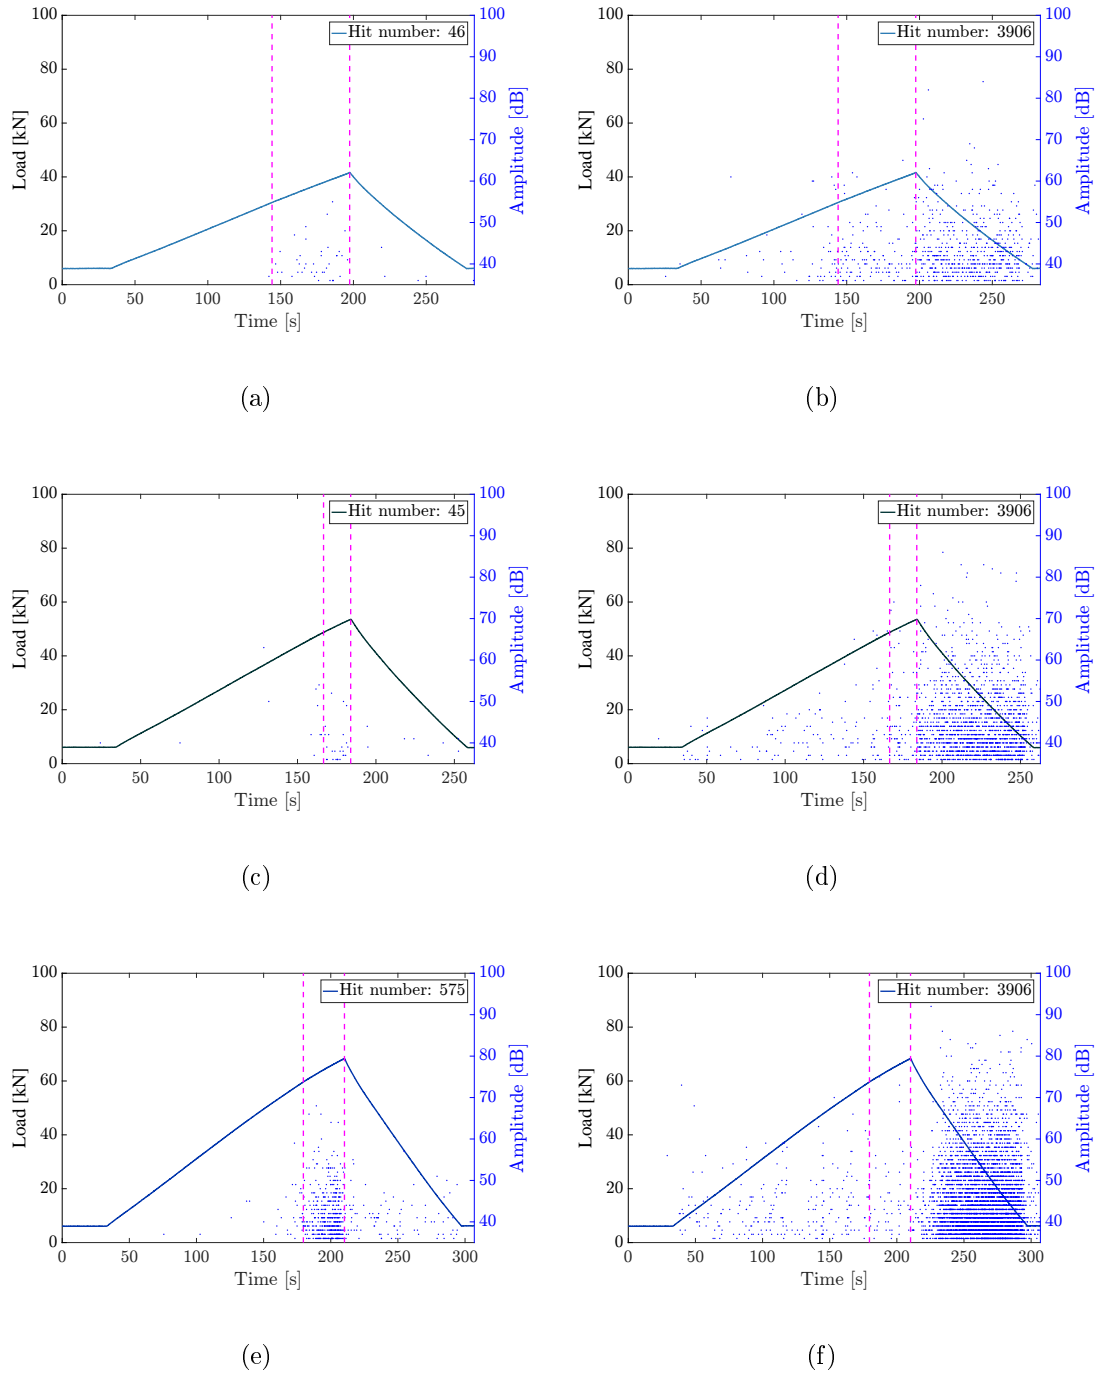 Hit number: 46
Load [kN]
Amplitude [dB]
0 20 40 60 80 100
40 50 60 70 80 90 100
0 50 100 150 200 250
Time [s]
(a)
Hit number: 3906
Load [kN]
Amplitude [dB]
0 20 40 60 80 100
40 50 60 70 80 90 100
0 50 100 150 200 250
Time [s]
(b)
Hit number: 45
Load [kN]
Amplitude [dB]
0 20 40 60 80 100
40 50 60 70 80 90 100
0 50 100 150 200 250
Time [s]
(c)
Hit number: 3906
Load [kN]
Amplitude [dB]
0 20 40 60 80 100
40 50 60 70 80 90 100
0 50 100 150 200 250
Time [s]
(d)
Hit number: 575
Load [kN]
Amplitude [dB]
0 20 40 60 80 100
40 50 60 70 80 90 100
0 50 100 150 200 250 300
Time [s]
(e)
Hit number: 3906
Load [kN]
Amplitude [dB]
0 20 40 60 80 100
40 50 60 70 80 90 100
0 50 100 150 200 250 300
Time [s]
(f)